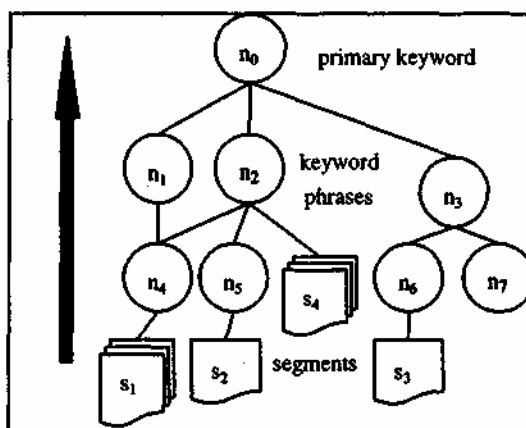 n0 primary keyword
n1 n2 keyword
phrases n3
n4 n5 s4 n6 n7
s1 s2 segments s3